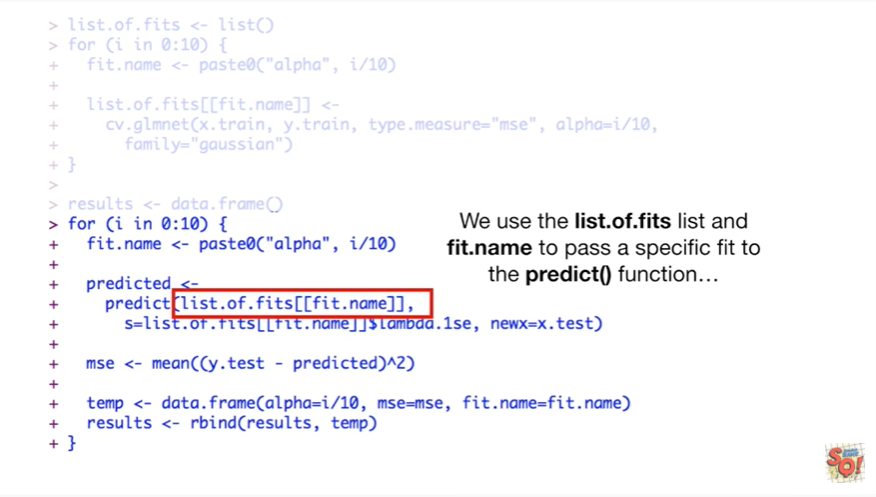 > list.of.fits <- list()
> for (i in 0:10) {
+ fit.name <- paste0("alpha", i/10)
+
+ list.of.fits[[fit.name]] <-
+ cv.glmnet(x.train, y.train, type.measure="mse", alpha=i/10,
+ family="gaussian")
+ }
>
> results <- data.frame()
> for (i in 0:10) {
+ fit.name <- paste0("alpha", i/10)
+
+ predicted <-
+ predict(list.of.fits[[fit.name]],
+ s=list.of.fits[[fit.name]]$lambda.1se, newx=x.test)
+
+ mse <- mean((y.test - predicted)^2)
+
+ temp <- data.frame(alpha=i/10, mse=mse, fit.name=fit.name)
+ results <- rbind(results, temp)
+ }
We use the list.of.fits list and
fit.name to pass a specific fit to
the predict() function…
SQ!